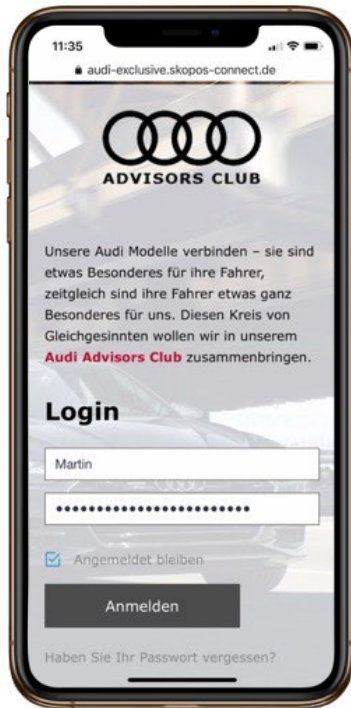 11:35
audi-exclusive.skopos-connect.de
ADVISORS CLUB
Unsere Audi Modelle verbinden – sie sind
etwas Besonderes für ihre Fahrer,
zeitgleich sind ihre Fahrer etwas ganz
Besonderes für uns. Diesen Kreis von
Gleichgesinnten wollen wir in unserem
Audi Advisors Club zusammenbringen.
Login
Martin
••••••••••••••••••••••••
Angemeldet bleiben
Anmelden
Haben Sie Ihr Passwort vergessen?